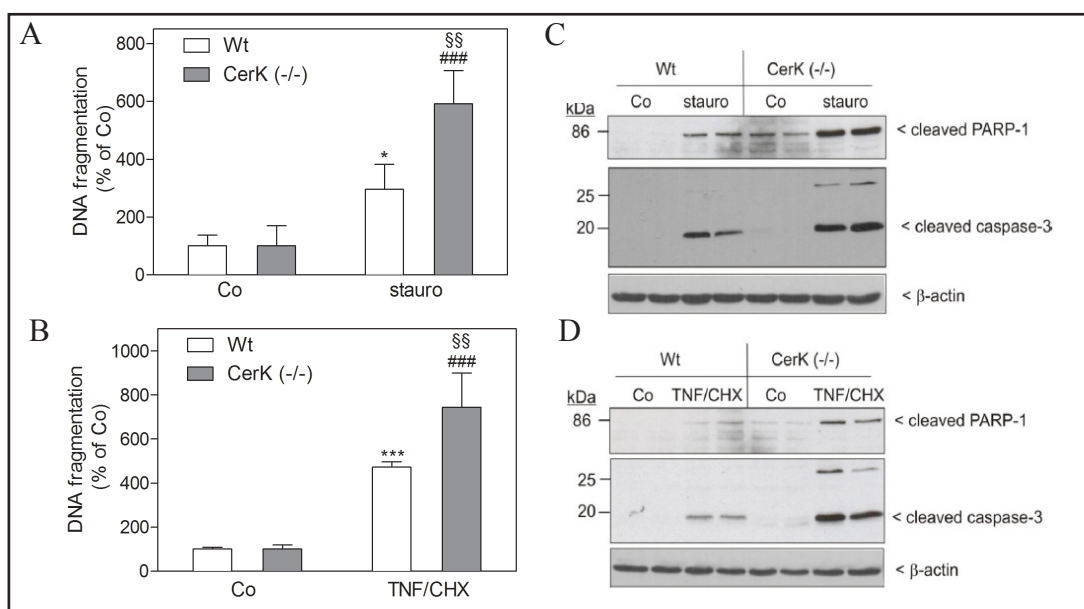 A
DNA fragmentation
(% of Co)
800
600
400
200
0
Wt
CerK (-/-)
*
§§
###
Co
stauro
B
DNA fragmentation
(% of Co)
1000
800
600
400
200
0
Wt
CerK (-/-)
***
§§
###
Co
TNF/CHX
C
Wt CerK (-/-)
kDa Co stauro Co stauro
86 < cleaved PARP-1
25
20 < cleaved caspase-3
< β-actin
D
Wt CerK (-/-)
kDa Co TNF/CHX Co TNF/CHX
86 < cleaved PARP-1
25
20
< cleaved caspase-3
< β-actin